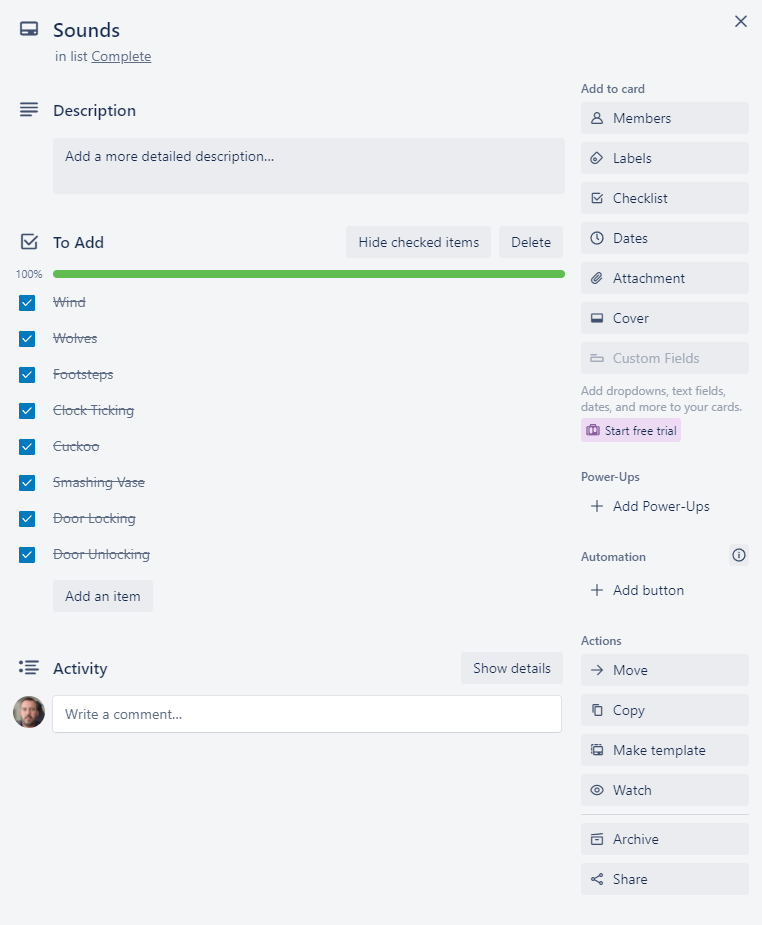 Sounds
in list Complete
Description
Add a more detailed description...
To Add
Hide checked items
Delete
100%
Wind
Wolves
Footsteps
Clock Ticking
Cuckoo
Smashing Vase
Door Locking
Door Unlocking
Add an item
Activity
Show details
Write a comment...
Add to card
Members
Labels
Checklist
Dates
Attachment
Cover
Custom Fields
Add dropdowns, text fields,
dates, and more to your cards.
Start free trial
Power-Ups
Add Power-Ups
Automation
Add button
Actions
Move
Copy
Make template
Watch
Archive
Share